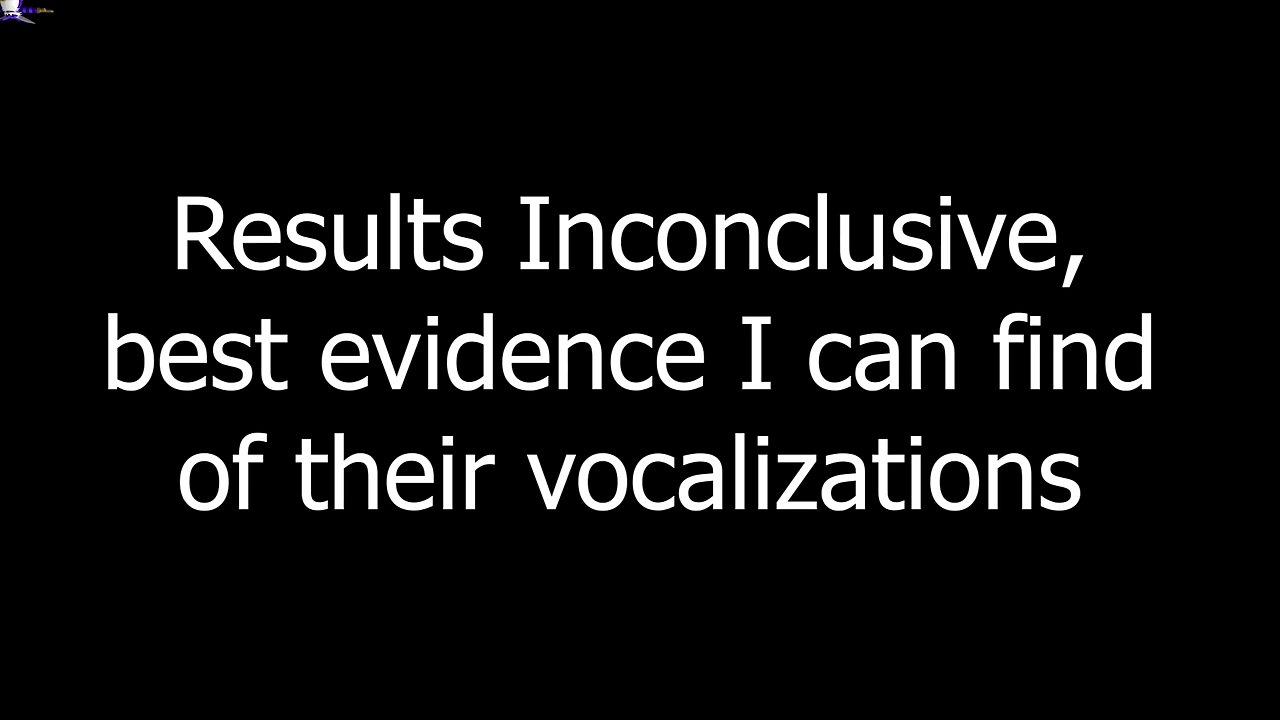 Results Inconclusive,
best evidence I can find
of their vocalizations